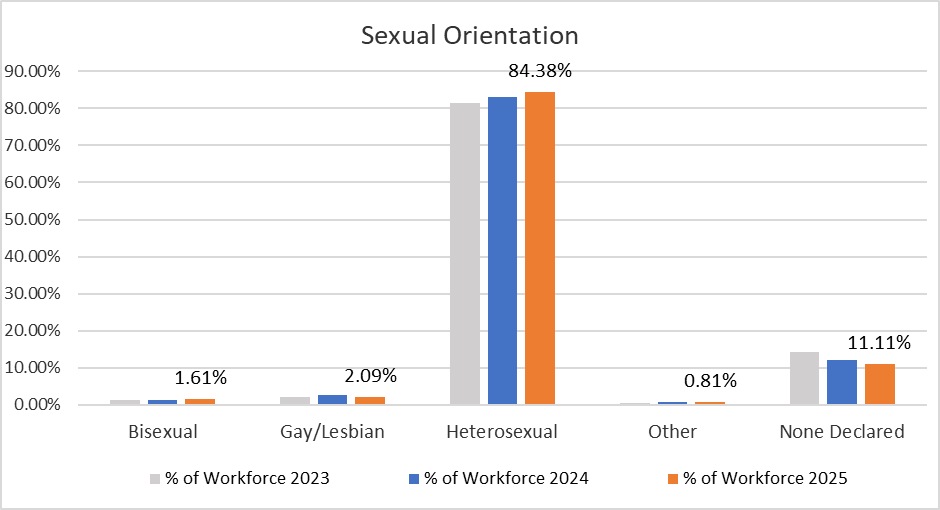 Sexual Orientation
90.00%
80.00%
70.00%
60.00%
50.00%
40.00%
30.00%
20.00%
10.00%
0.00%
1.61%
2.09%
84.38%
0.81%
11.11%
Bisexual
Gay/Lesbian
Heterosexual
Other
None Declared
% of Workforce 2023
% of Workforce 2024
% of Workforce 2025